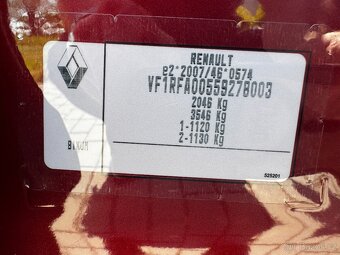 RENAULT
e2*2007/46*0574
VF1RFA00559278003
2046 Kg
3546 Kg
1-1120 Kg
2-1130 Kg
525201